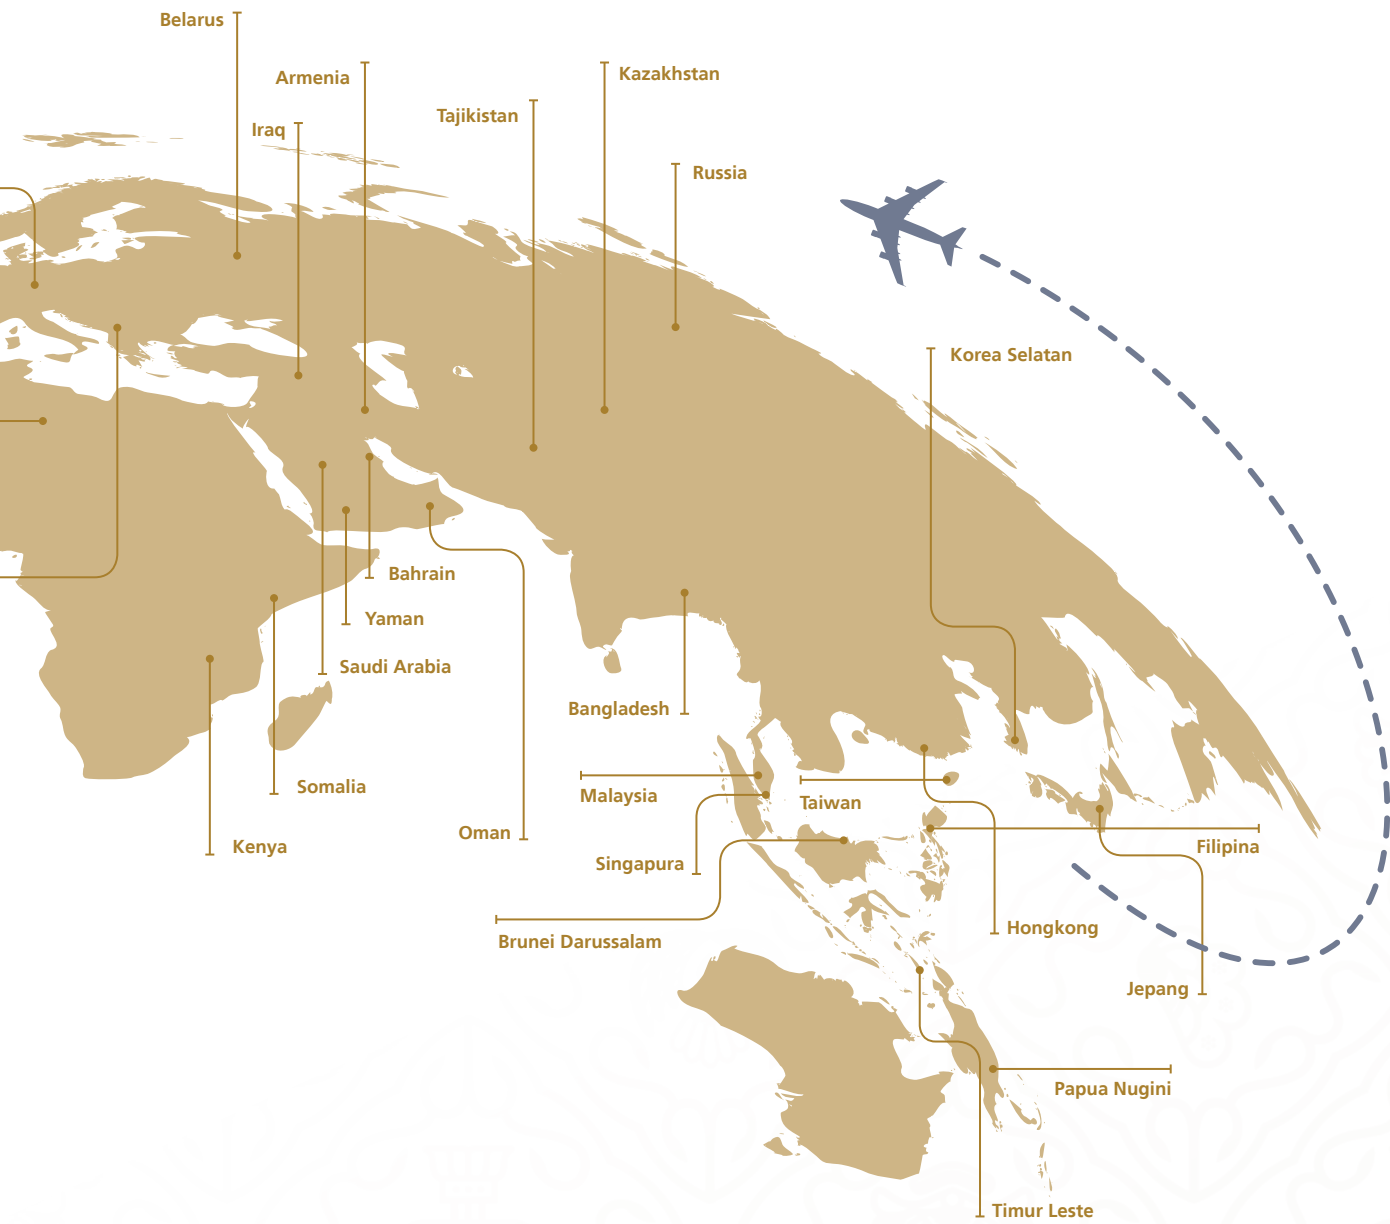 Belarus
Armenia
Kazakhstan
Tajikistan
Iraq
Russia
Korea Selatan
Bahrain
Yaman
Saudi Arabia
Bangladesh
Somalia
Malaysia
Taiwan
Oman
Kenya
Filipina
Singapura
Hongkong
Brunei Darussalam
Jepang
Papua Nugini
Timur Leste